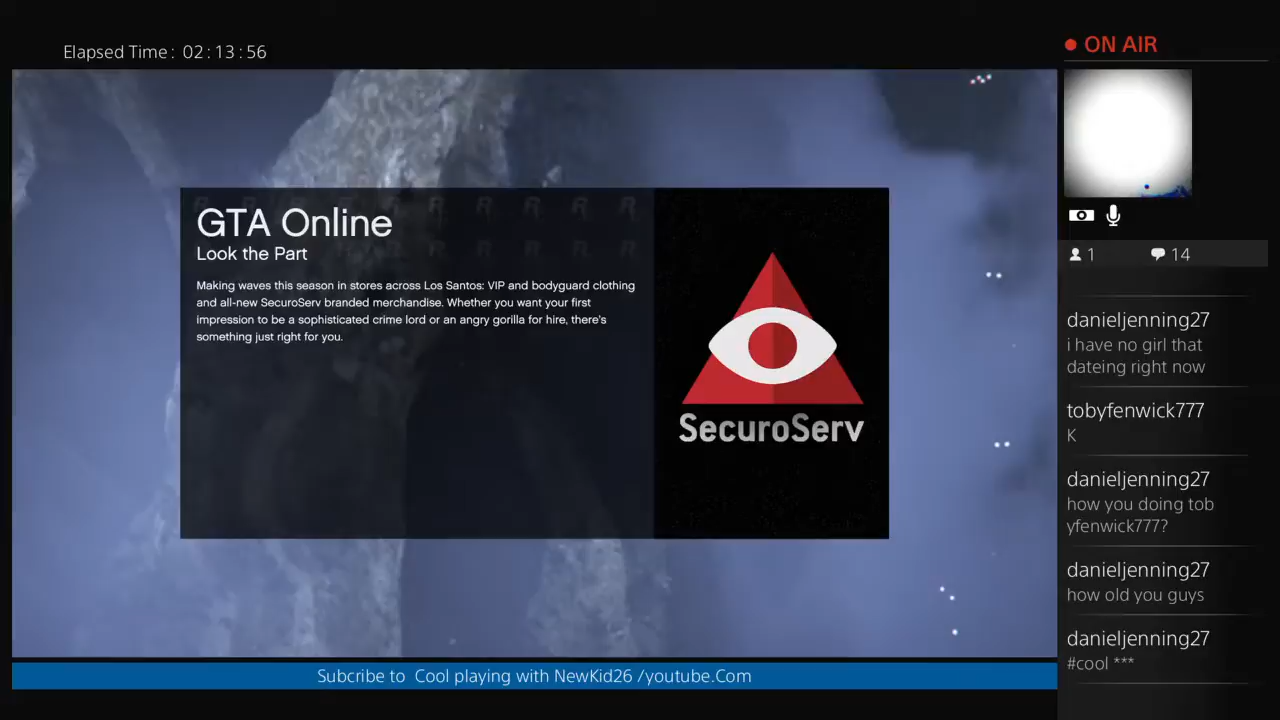 Elapsed Time: 02:13:56
ON AIR
GTA Online
Look the Part
Making waves this season in stores across Los Santos: VIP and bodyguard clothing
and all-new SecuroServ branded merchandise. Whether you want your first
impression to be a sophisticated crime lord or an angry gorilla for hire, there's
something just right for you.
SecuroServ
1
14
danieljenning27
i have no girl that
dateing right now
tobyfenwick777
K
danieljenning27
how you doing tob
yfenwick777?
danieljenning27
how old you guys
danieljenning27
#cool ***
Subcribe to Cool playing with NewKid26 /youtube.Com